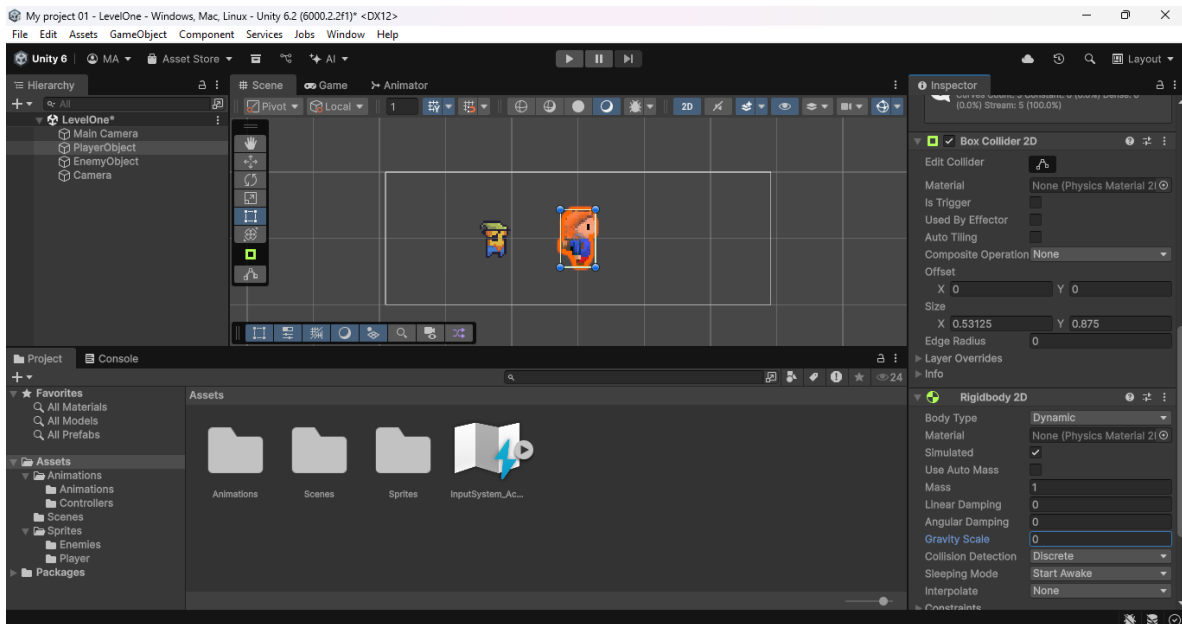 My project 01 - LevelOne - Windows, Mac, Linux - Unity 6.2 (6000.2.2f1)* <DX12>
File Edit Assets GameObject Component Services Jobs Window Help
Unity 6 MA Asset Store AI Layout
Hierarchy
All
LevelOne*
Main Camera
PlayerObject
EnemyObject
Camera
Scene Game Animator
Pivot Local 1 2D
Inspector
(0.0%) Stream: 5 (100.0%)
Box Collider 2D
Edit Collider
Material None (Physics Material 2
Is Trigger
Used By Effector
Auto Tiling
Composite Operation None
Offset
X 0 Y 0
Size
X 0.53125 Y 0.875
Edge Radius 0
Layer Overrides
Info
Rigidbody 2D
Body Type Dynamic
Material None (Physics Material 2
Simulated
Use Auto Mass
Mass 1
Linear Damping 0
Angular Damping 0
Gravity Scale 0
Collision Detection Discrete
Sleeping Mode Start Awake
Interpolate None
Constraints
Project Console
24
Favorites
All Materials
All Models
All Prefabs
Assets
Animations
Animations
Controllers
Scenes
Sprites
Enemies
Player
Packages
Assets
Animations Scenes Sprites InputSystem_Ac...